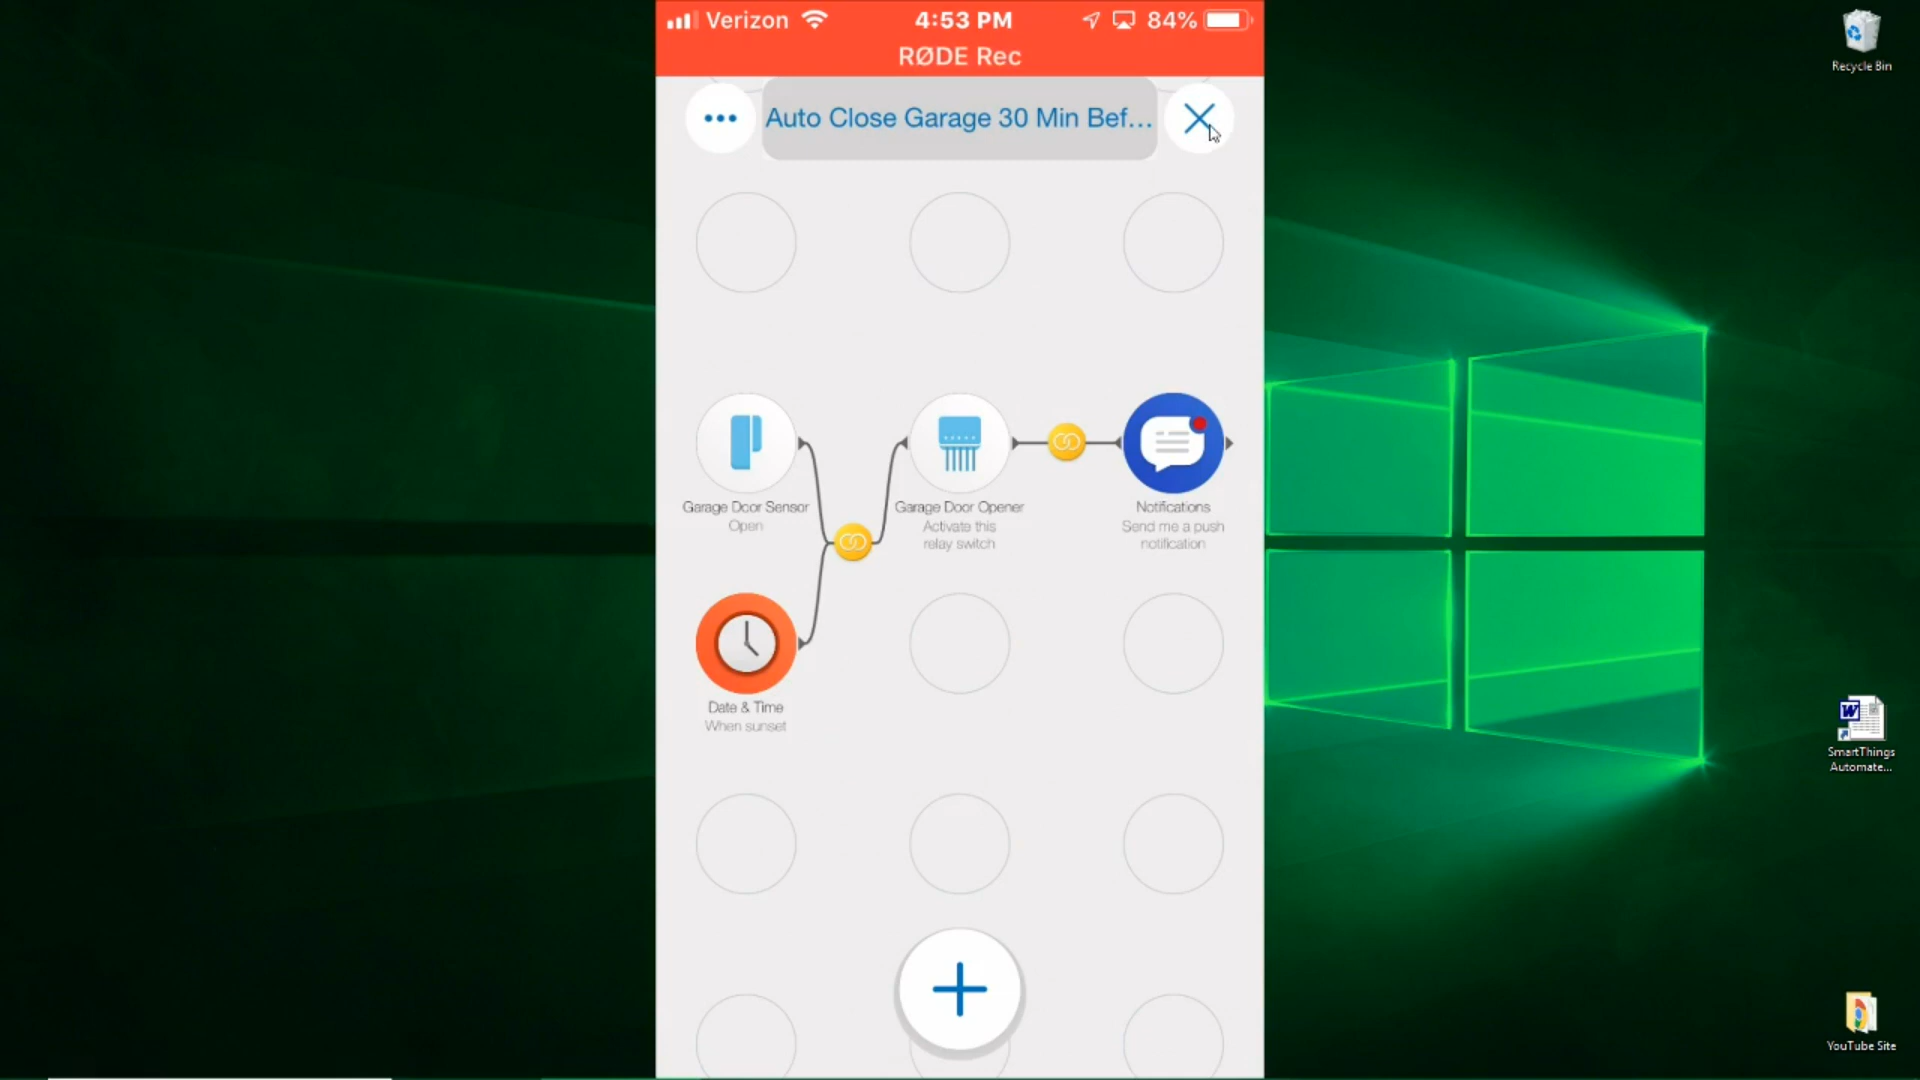 Verizon
4:53 PM
84%
RØDE Rec
Auto Close Garage 30 Min Bef...
Garage Door Sensor
Open
Garage Door Opener
Activate this
relay switch
Notifications
Send me a push
notification
Date & Time
When sunset
Recycle Bin
W
SmartThings
Automate...
YouTube Site